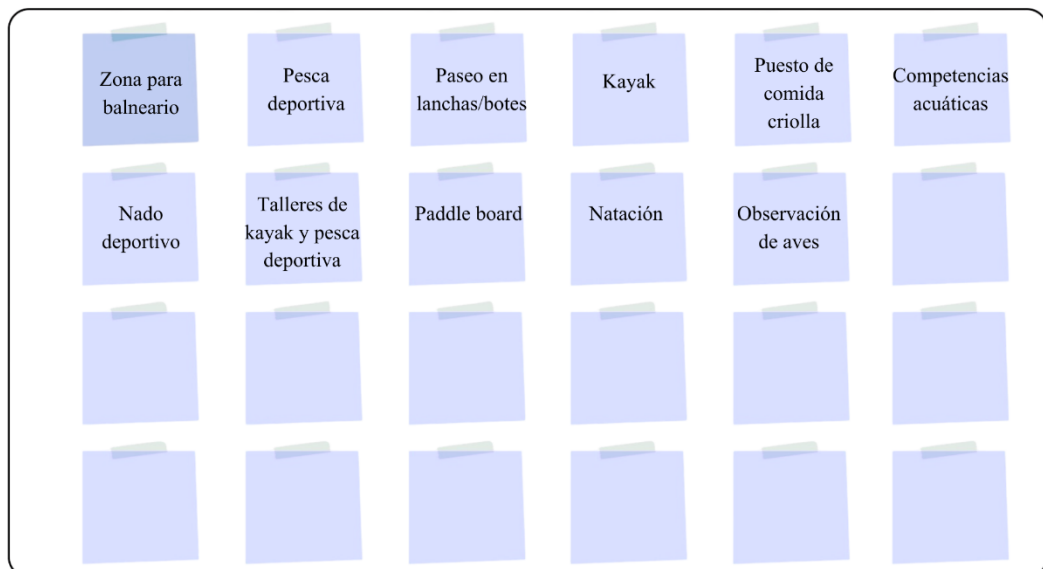 Zona para
balneario
Pesca
deportiva
Paseo en
lanchas/botes
Kayak
Puesto de
comida
criolla
Competencias
acuáticas
Nado
deportivo
Talleres de
kayak y pesca
deportiva
Paddle board
Natación
Observación
de aves